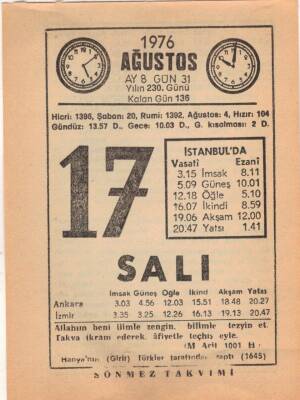 1976
AĞUSTOS
AY 8 GÜN 31
Yılın 230. Günü
Kalan Gün 136
Hicri: 1396, Şaban: 20, Rumi: 1392, Ağustos: 4, Hızır: 104
Gündüz: 13.57 D., Gece: 10.03 D., G. kısalması: 2 D.
17
İSTANBUL'DA
Vasati Ezani
3.15 İmsak 8.11
5.09 Güneş 10.01
12.18 Öğle 5.10
16.07 İkindi 8.59
19.06 Akşam 12.00
20.47 Yatsı 1.41
SALI
İmsak Güneş Öğle İkindi Akşam Yatsı
Ankara 3.03 4.56 12.03 15.51 18.48 20.27
İzmir 3.35 5.25 12.26 16.13 19.13 20.47
Allahım beni ilimle zengin, bilimle tezyin et.
Takva ikram ederek, âfiyetle teçhiz eyle.
(M Arif 1001 H.)
Hanya'nın (Girit) Türkler tarafından zaptı (1645)
SÖNMEZ TAKVİMİ